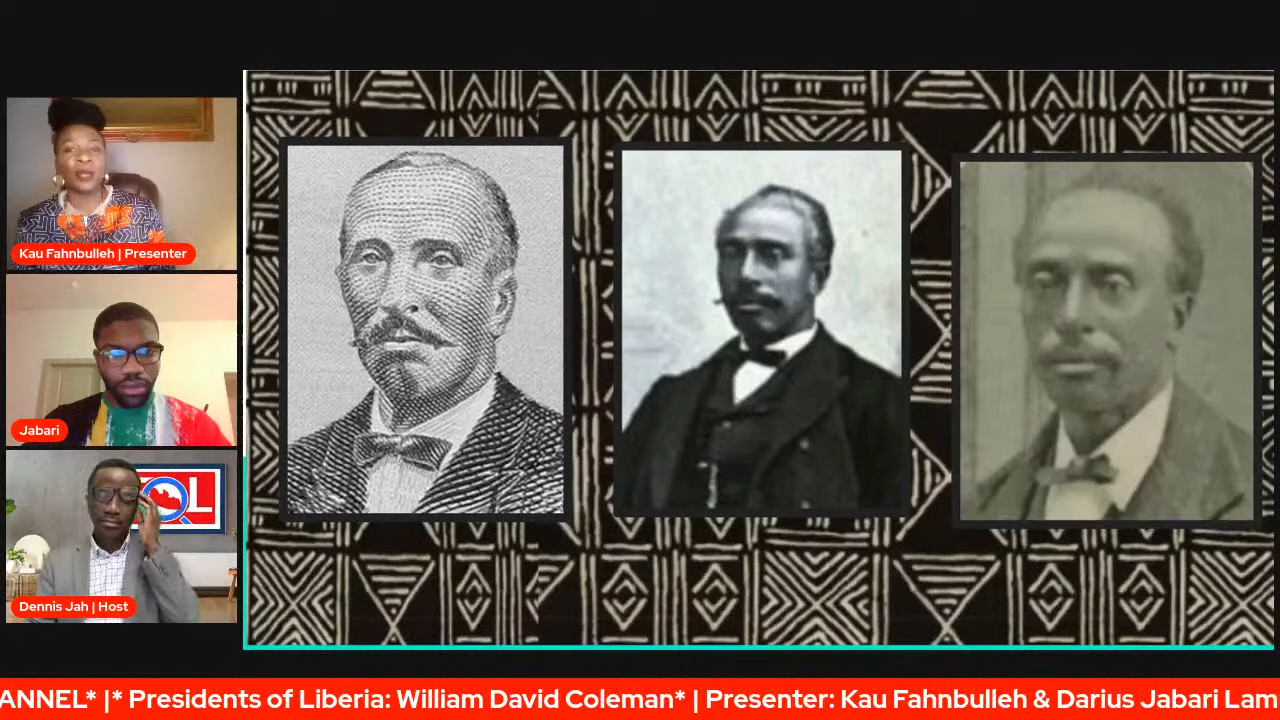 Kau Fahnbulleh | Presenter
Jabari
OL
Dennis Jah | Host
ANNEL* |* Presidents of Liberia: William David Coleman* | Presenter: Kau Fahnbulleh & Darius Jabari Lam